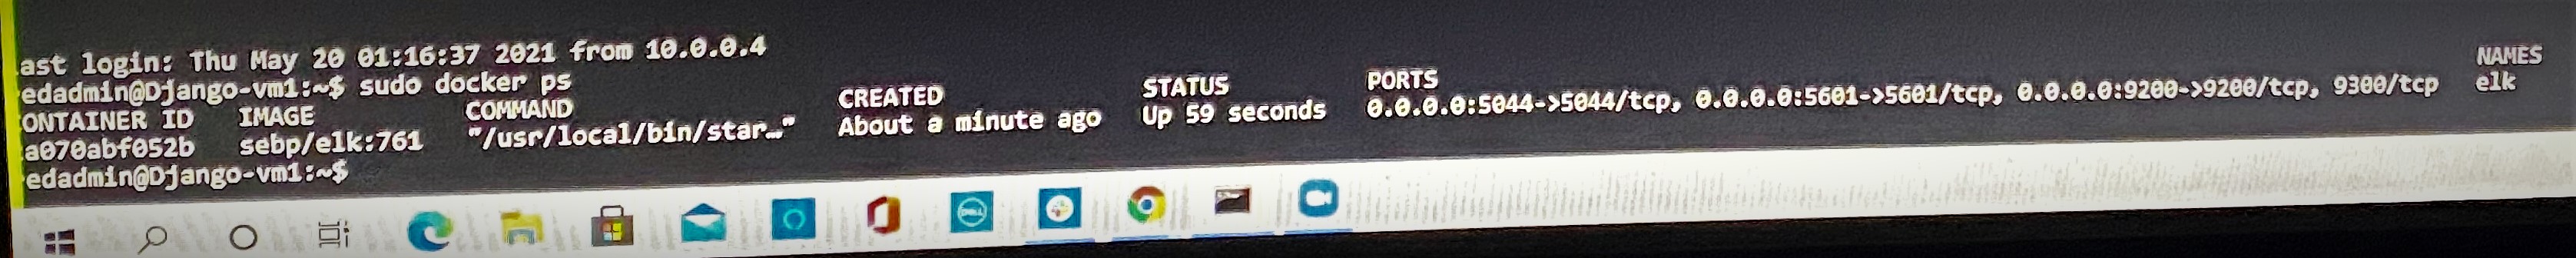 ast login: Thu May 20 01:16:37 2021 from 10.0.0.4
edadmin@Django-vm1:~$ sudo docker ps
ONTAINER ID IMAGE COMMAND CREATED STATUS PORTS NAMES
a070abf052b sebp/elk:761 "/usr/local/bin/star…" About a minute ago Up 59 seconds 0.0.0.0:5044->5044/tcp, 0.0.0.0:5601->5601/tcp, 0.0.0.0:9200->9200/tcp, 9300/tcp elk
edadmin@Django-vm1:~$
DELL